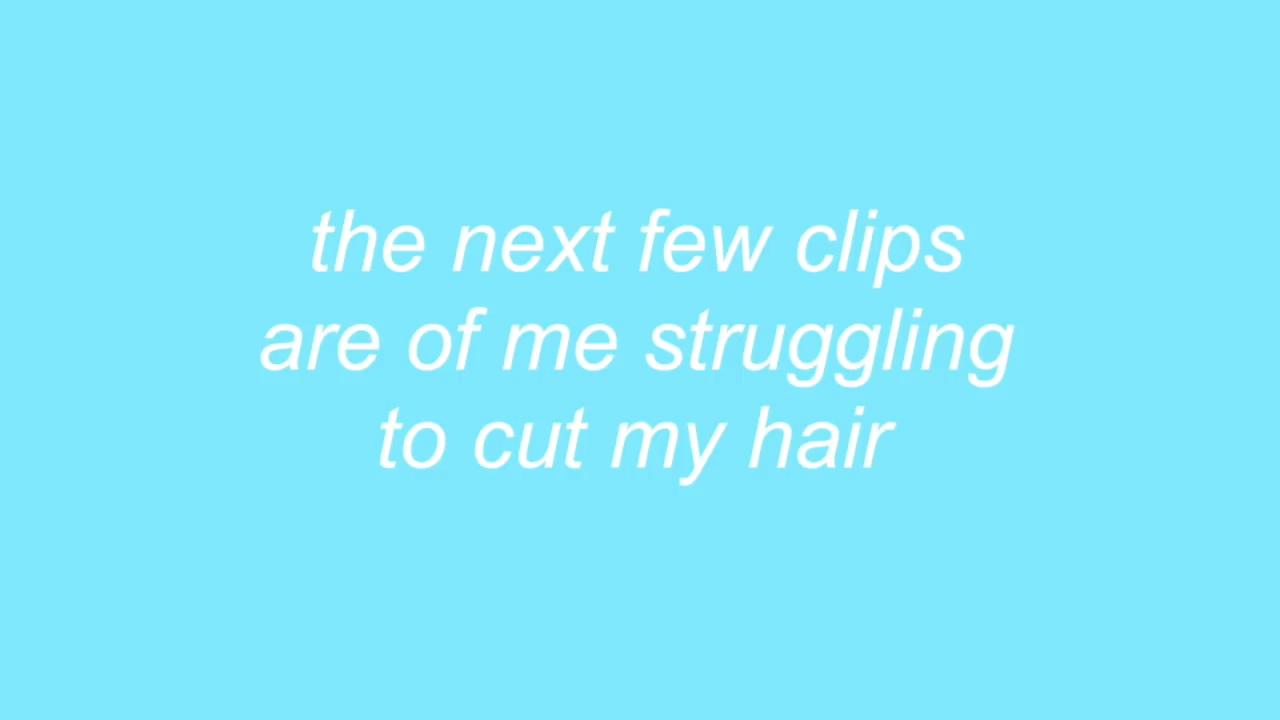 the next few clips
are of me struggling
to cut my hair